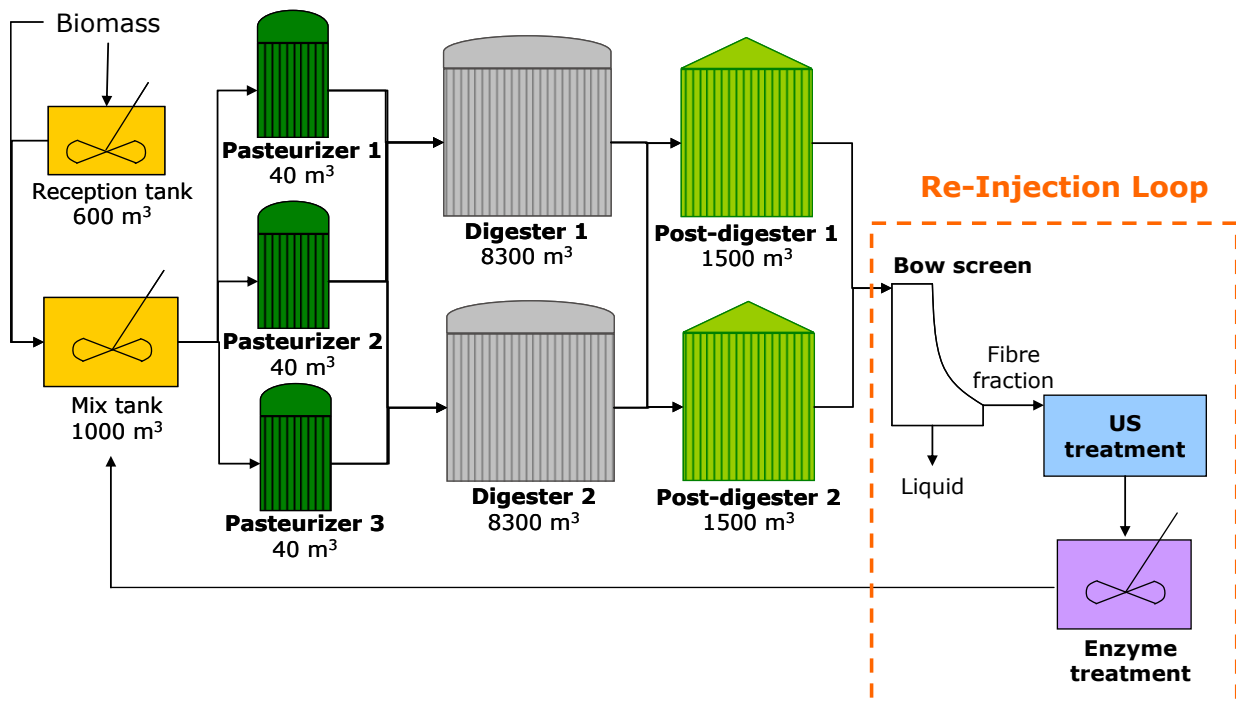 Biomass
Reception tank
600 m³
Mix tank
1000 m³
Pasteurizer 1
40 m³
Pasteurizer 2
40 m³
Pasteurizer 3
40 m³
Digester 1
8300 m³
Digester 2
8300 m³
Post-digester 1
1500 m³
Post-digester 2
1500 m³
Re-Injection Loop
Bow screen
Fibre
fraction
Liquid
US
treatment
Enzyme
treatment